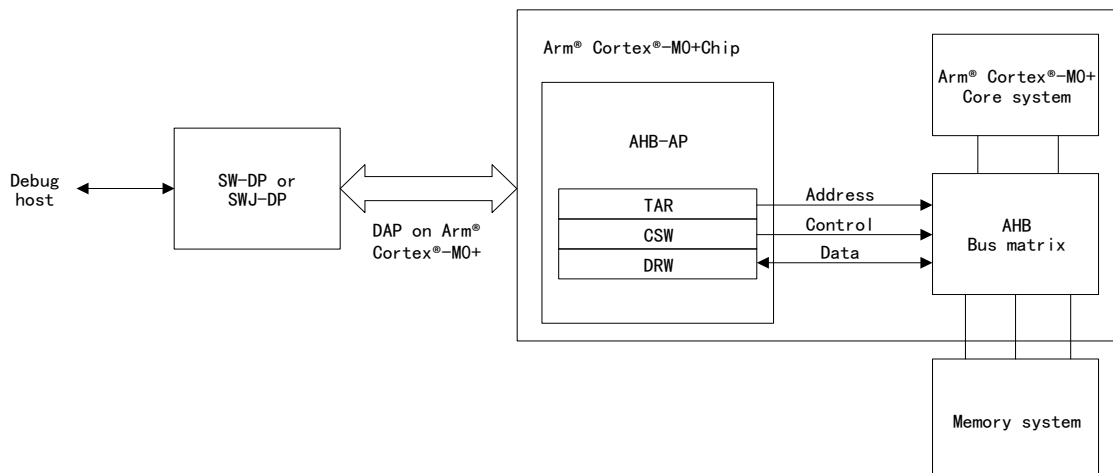 Arm® Cortex®-M0+Chip
Arm® Cortex®-M0+
Core system
AHB-AP
Debug
host
SW-DP or
SWJ-DP
TAR
CSW
DRW
Address
Control
Data
AHB
Bus matrix
DAP on Arm®
Cortex®-M0+
Memory system